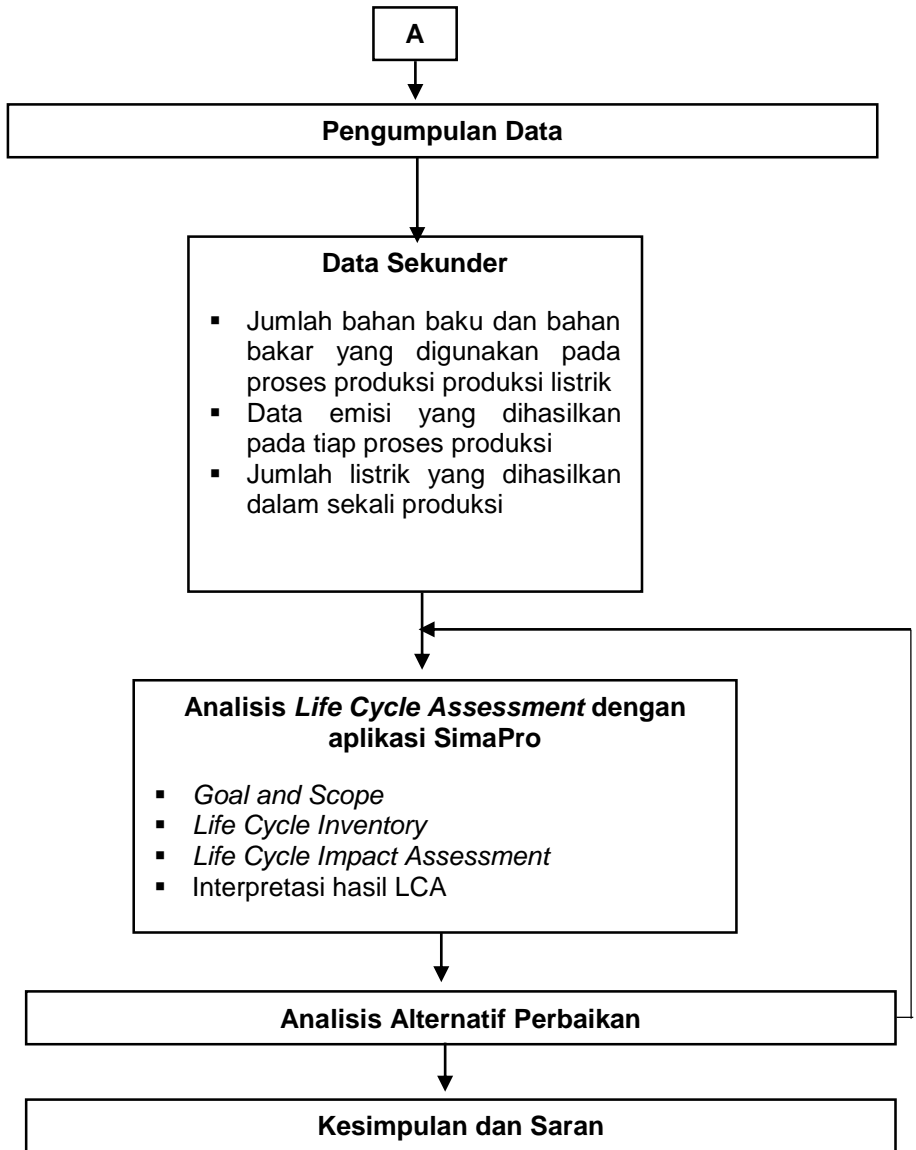 A
Pengumpulan Data
Data Sekunder
▪ Jumlah bahan baku dan bahan
bakar yang digunakan pada
proses produksi produksi listrik
▪ Data emisi yang dihasilkan
pada tiap proses produksi
▪ Jumlah listrik yang dihasilkan
dalam sekali produksi
Analisis Life Cycle Assessment dengan
aplikasi SimaPro
▪ Goal and Scope
▪ Life Cycle Inventory
▪ Life Cycle Impact Assessment
▪ Interpretasi hasil LCA
Analisis Alternatif Perbaikan
Kesimpulan dan Saran